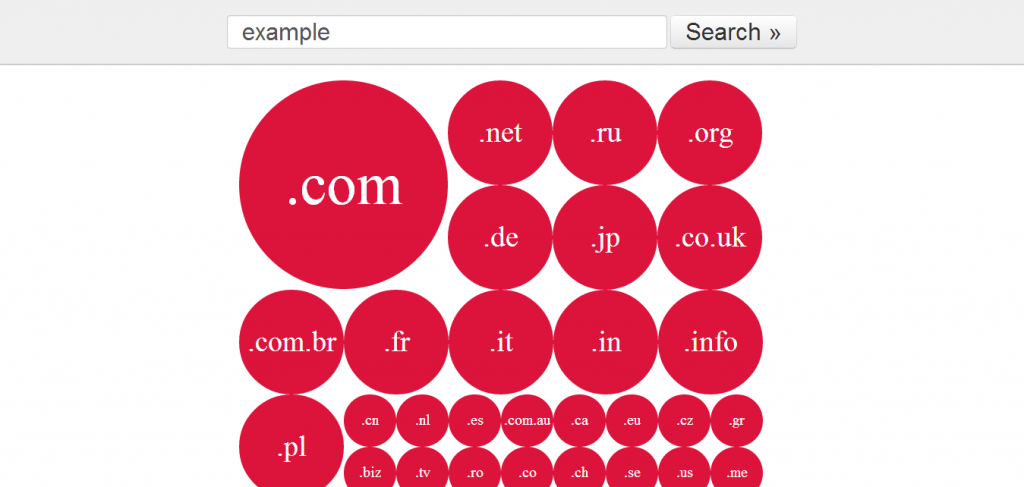 example Search »
.com
.net .ru .org
.de .jp .co.uk
.com.br .fr .it .in .info
.pl
.cn .nl .es .com.au .ca .eu .cz .gr
.biz .tv .ro .co .ch .se .us .me